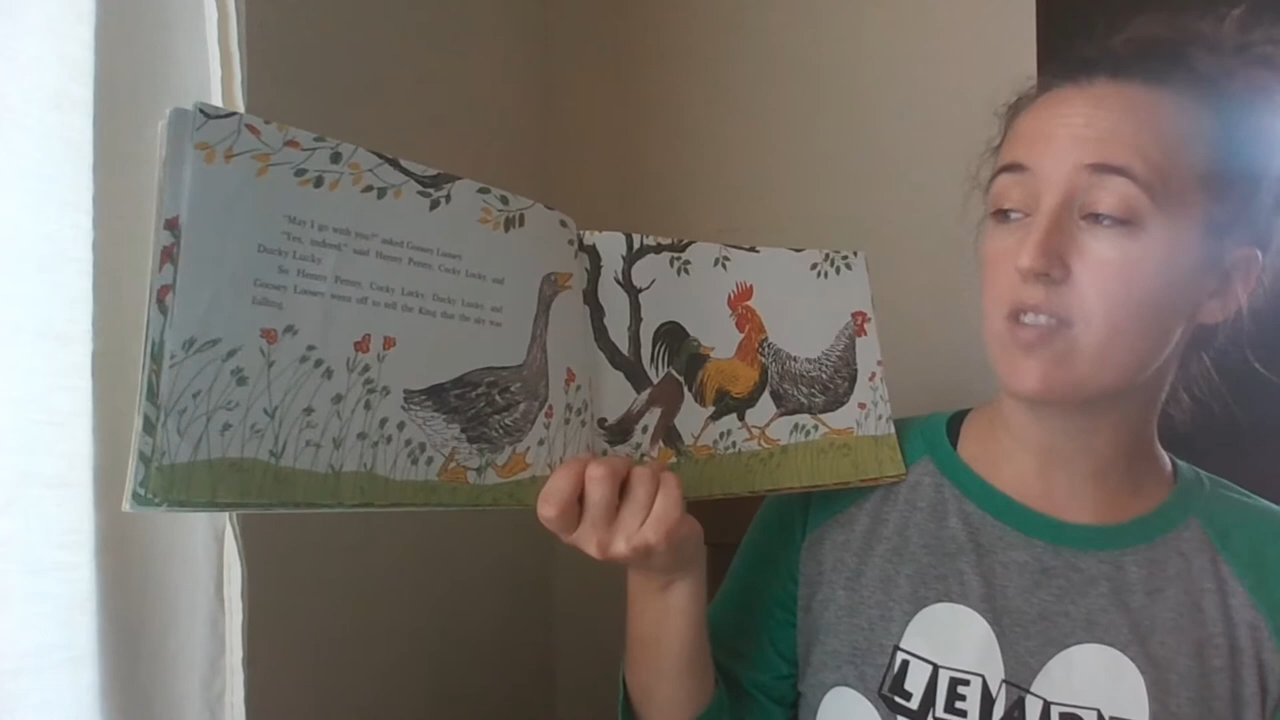 "May I go with you?" asked Goosey Loosey.
"Yes, indeed," said Henny Penny, Cocky Locky, and
Ducky Lucky.
So Henny Penny, Cocky Locky, Ducky Lucky, and
Goosey Loosey went off to tell the King that the sky was
falling.
LEAR